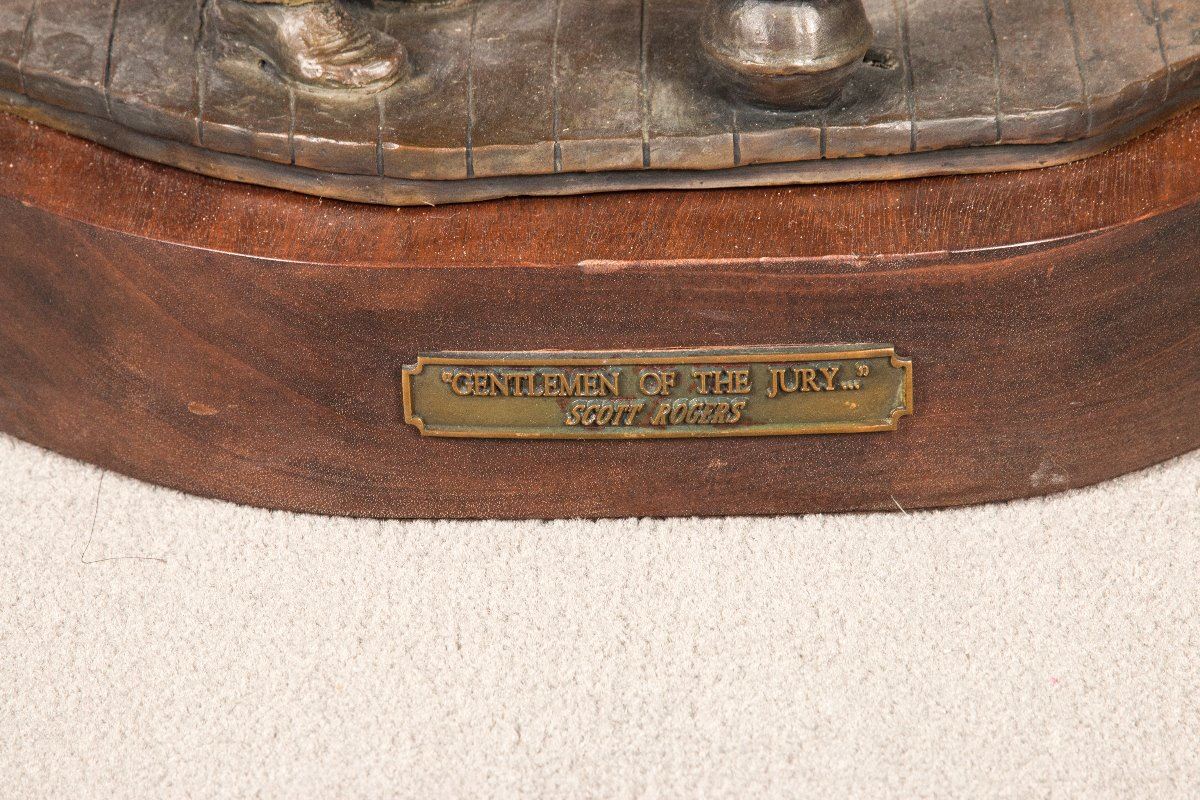 “GENTLEMEN OF THE JURY...”
SCOTT ROGERS